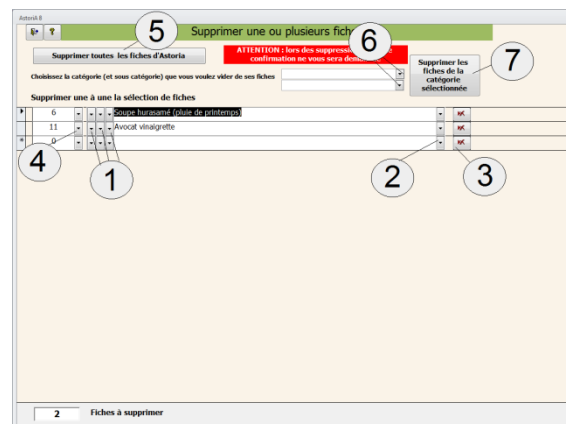 AstoriA 8
?
Supprimer une ou plusieurs
5
6
7
Supprimer toutes les fiches d'Astoria
ATTENTION : lors des suppressions
confirmation ne vous sera
Supprimer les
fiches de la
catégorie
sélectionnée
Choisissez la catégorie (et sous catégorie) que vous voulez vider de ses fiches
Supprimer une à une la sélection de fiches
6 Soupe hurasamé (pluie de printemps)
11 Avocat vinaigrette
* 0
4
1
2
3
2 Fiches à supprimer